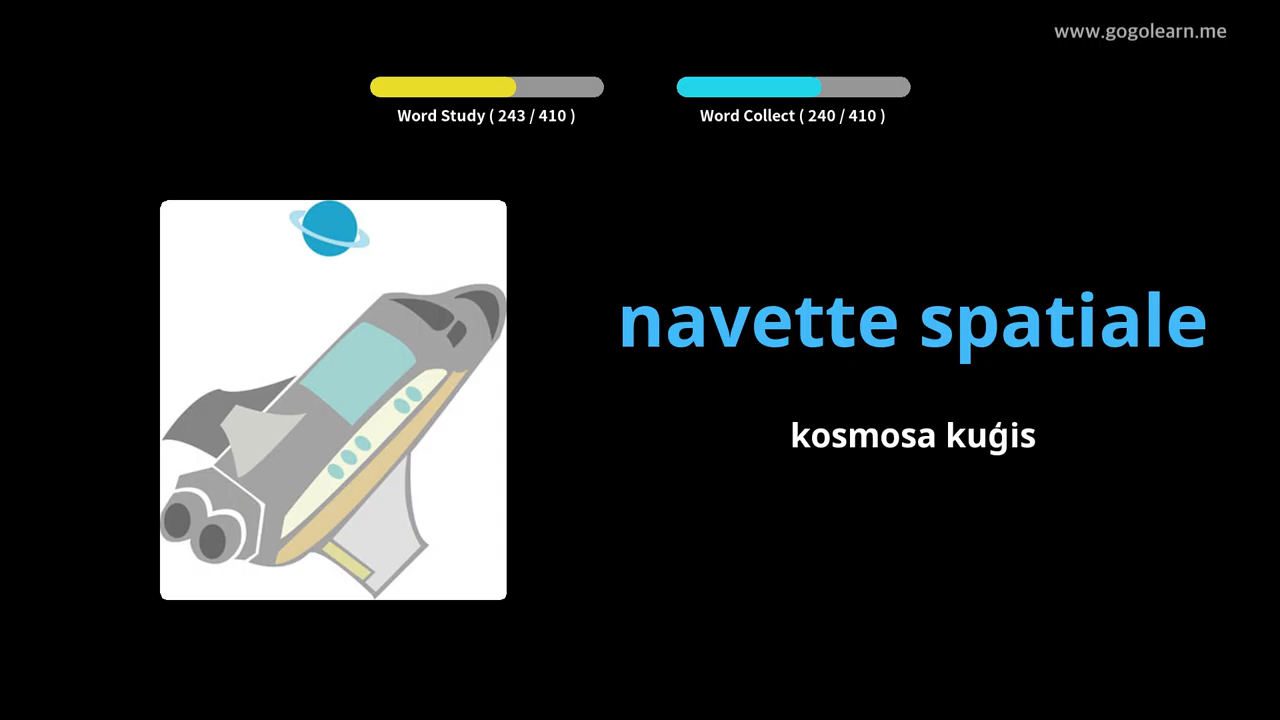 www.gogolearn.me
Word Study ( 243 / 410 )
Word Collect ( 240 / 410 )
navette spatiale
kosmosa kuģis